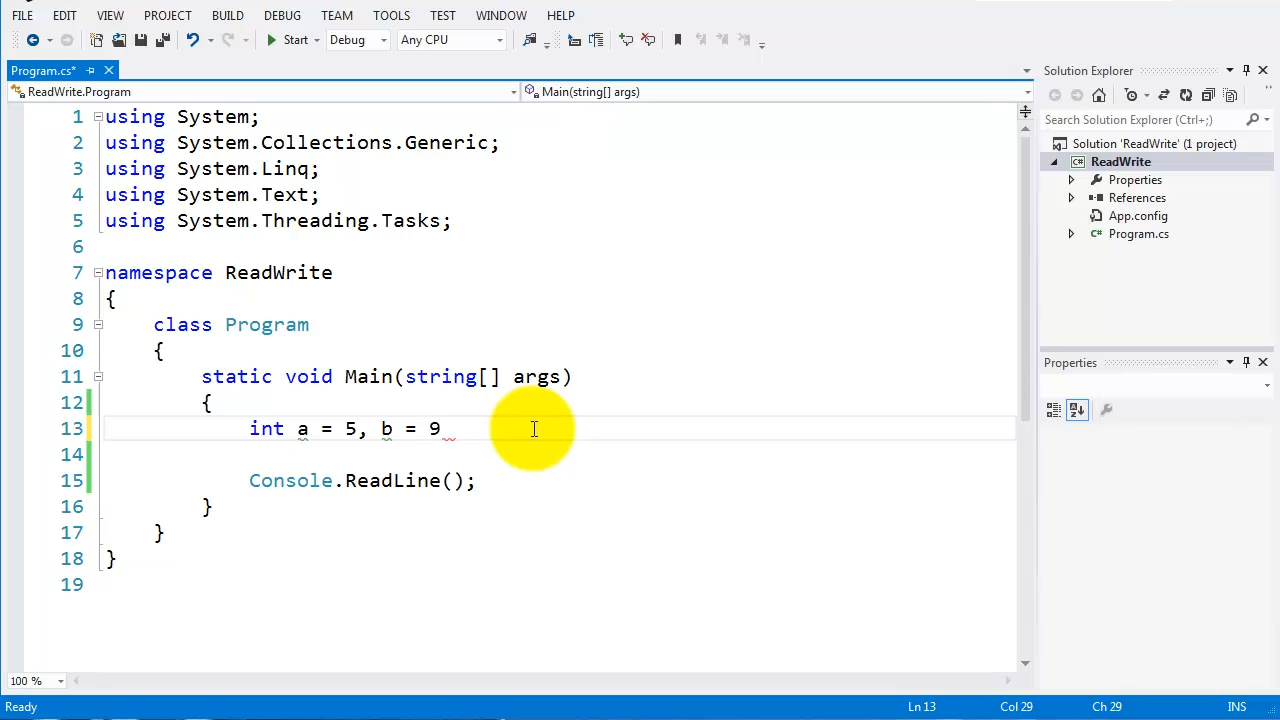 FILE EDIT VIEW PROJECT BUILD DEBUG TEAM TOOLS TEST WINDOW HELP
Start Debug Any CPU
Program.cs*
ReadWrite.Program Main(string[] args)
1 using System;
2 using System.Collections.Generic;
3 using System.Linq;
4 using System.Text;
5 using System.Threading.Tasks;
6
7 namespace ReadWrite
8 {
9 class Program
10 {
11 static void Main(string[] args)
12 {
13 int a = 5, b = 9
14
15 Console.ReadLine();
16 }
17 }
18 }
19
100 %
Solution Explorer
Search Solution Explorer (Ctrl+;)
Solution 'ReadWrite' (1 project)
C# ReadWrite
Properties
References
App.config
C# Program.cs
Properties
Ready Ln 13 Col 29 Ch 29 INS